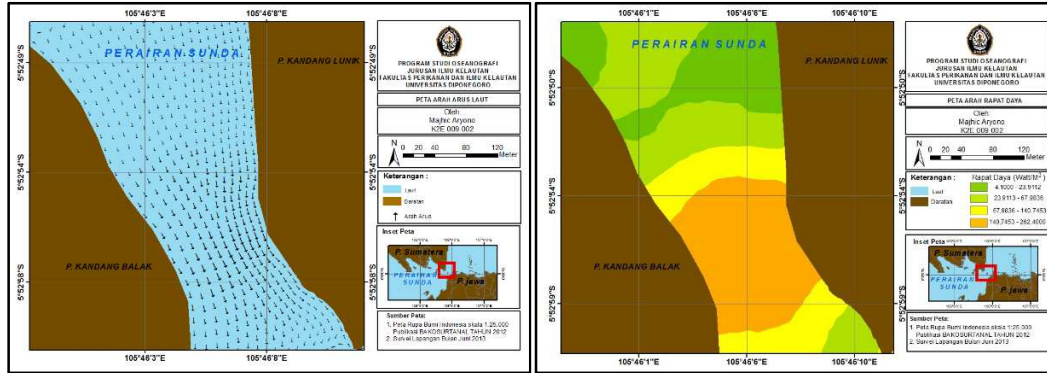 105°46'3"E
105°46'8"E
5°52'49"S
5°52'54"S
5°52'58"S
PERAIRAN SUNDA
P. KANDANG LUNIK
P. KANDANG BALAK
105°46'3"E
105°46'8"E
PROGRAM STUDI OSEANOGRAFI
JURUSAN ILMU KELAUTAN
FAKULTAS PERIKANAN DAN ILMU KELAUTAN
UNIVERSITAS DIPONEGORO
PETA ARAH ARUS LAUT
Oleh
Majhic Aryono
K2E 009 002
N
0 20 40 80 120
Meter
Keterangan :
Laut
Daratan
Arah Arus
Inset Peta
P. Sumatera
PERAIRAN
SUNDA
P. jawa
Sumber Peta:
1. Peta Rupa Bumi Indonesia skala 1:25.000
Publikasi BAKOSURTANAL TAHUN 2012
2. Survei Lapangan Bulan Juni 2013
105°46'1"E
105°46'6"E
105°46'10"E
5°52'50"S
5°52'54"S
5°52'59"S
PERAIRAN SUNDA
P. KANDANG LUNIK
P. KANDANG BALAK
105°46'1"E
105°46'6"E
105°46'10"E
PROGRAM STUDI OSEANOGRAFI
JURUSAN ILMU KELAUTAN
FAKULTAS PERIKANAN DAN ILMU KELAUTAN
UNIVERSITAS DIPONEGORO
PETA ARAH RAPAT DAYA
Oleh
Majhic Aryono
K2E 009 002
N
0 20 40 80 120
Meter
Keterangan :
Laut
Daratan
Rapat Daya (Watt/M²)
4.1000 - 23.9112
23.9113 - 67.9835
67.9836 - 140.7453
140.7453 - 282.4000
Inset Peta
P. Sumatera
PERAIRAN
SUNDA
P. jawa
Sumber Peta:
1. Peta Rupa Bumi Indonesia skala 1:25.000
Publikasi BAKOSURTANAL TAHUN 2012
2. Survei Lapangan Bulan Juni 2013